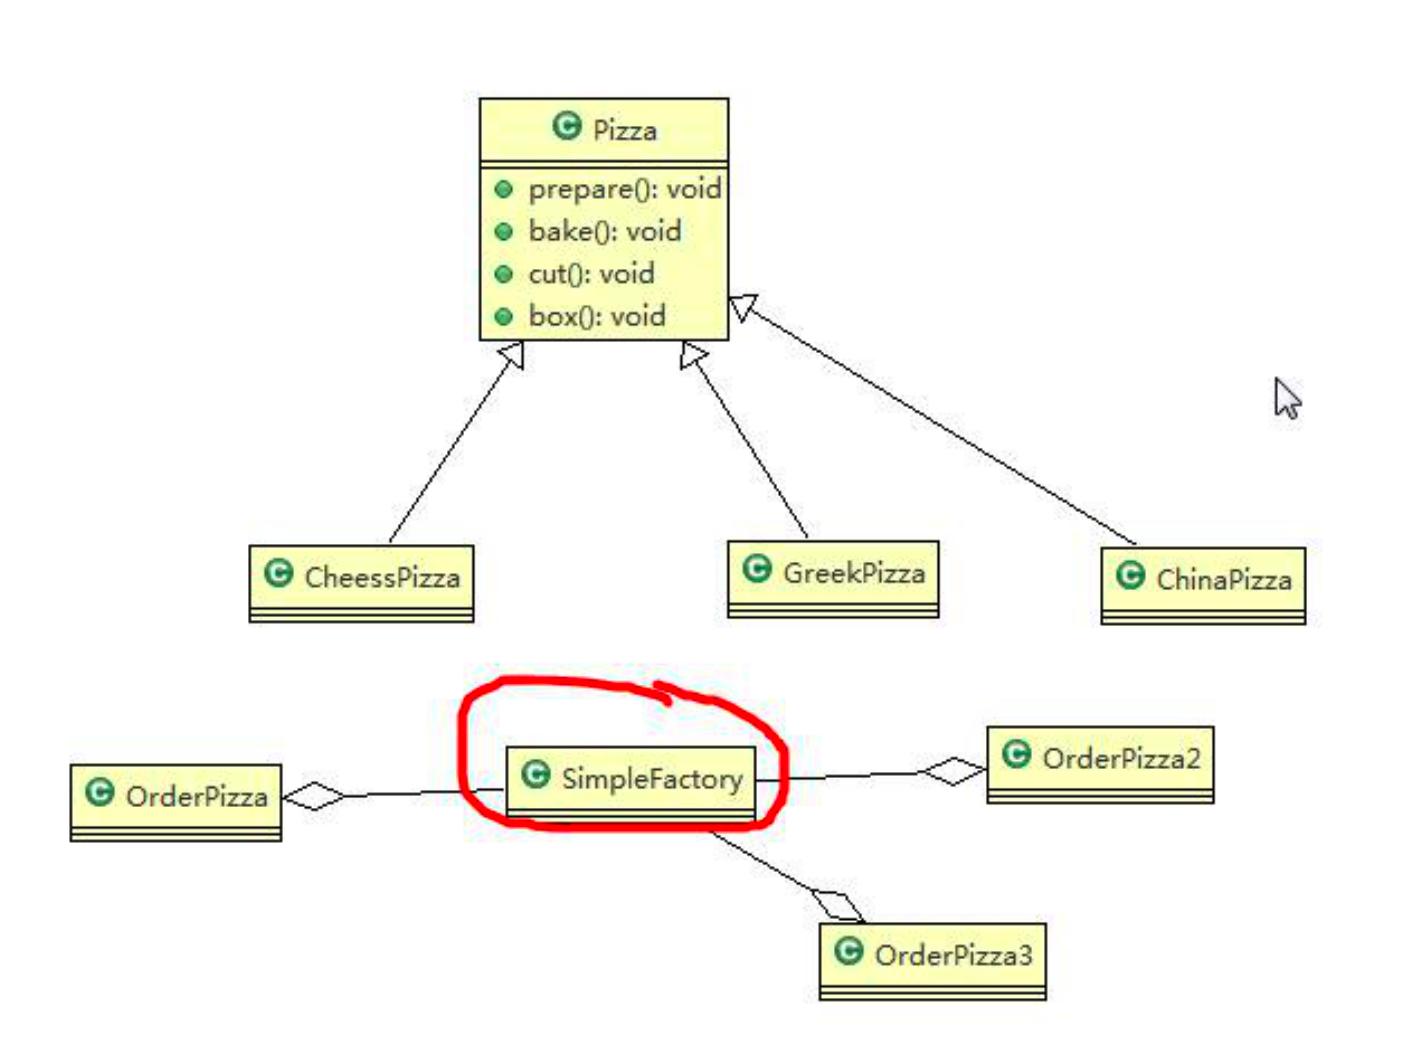 Pizza
prepare(): void
bake(): void
cut(): void
box(): void
CheessPizza
GreekPizza
ChinaPizza
SimpleFactory
OrderPizza2
OrderPizza
OrderPizza3